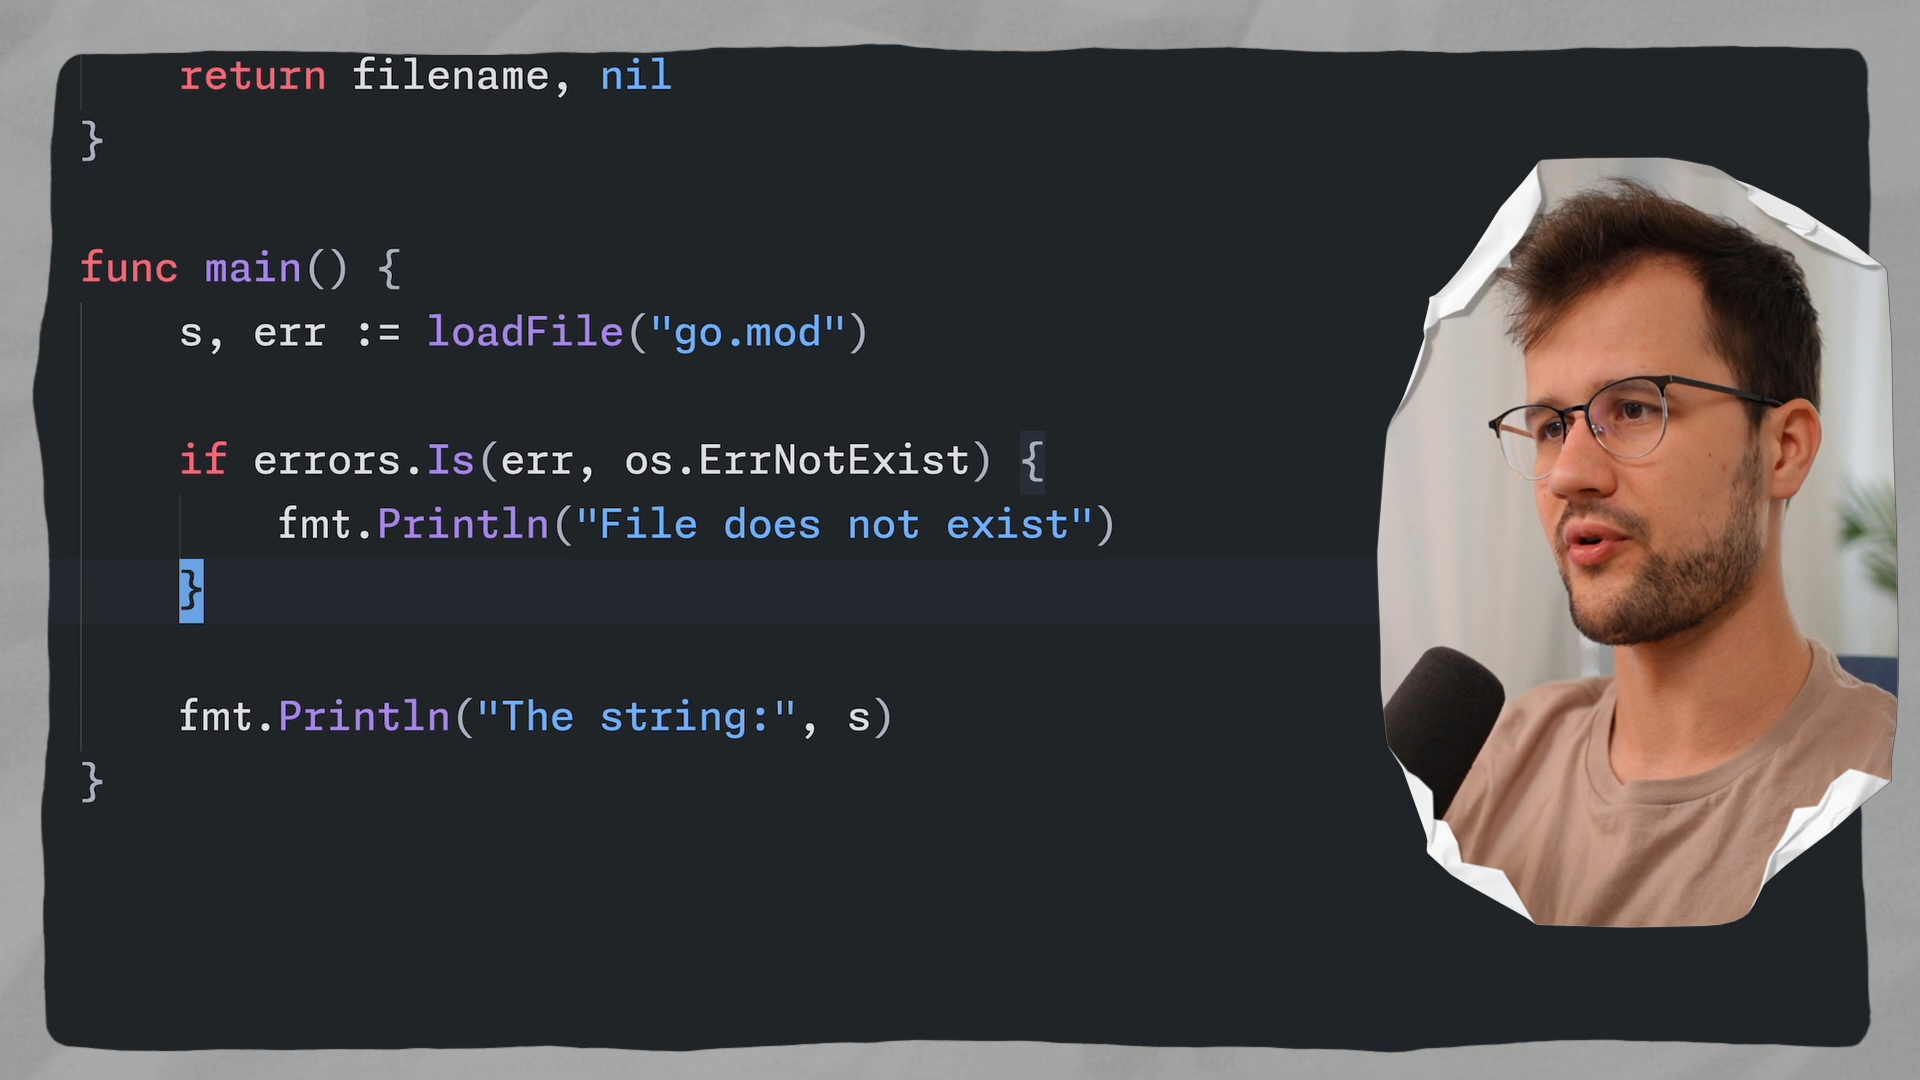 return filename, nil
}
func main() {
s, err := loadFile("go.mod")
if errors.Is(err, os.ErrNotExist) {
fmt.Println("File does not exist")
}
fmt.Println("The string:", s)
}